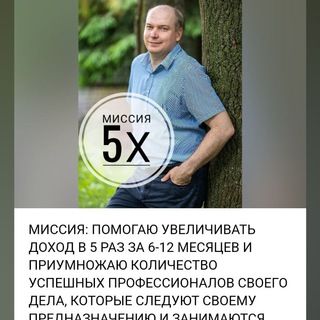 МИССИЯ
5X
МИССИЯ: ПОМОГАЮ УВЕЛИЧИВАТЬ
ДОХОД В 5 РАЗ ЗА 6-12 МЕСЯЦЕВ И
ПРИУМНОЖАЮ КОЛИЧЕСТВО
УСПЕШНЫХ ПРОФЕССИОНАЛОВ СВОЕГО
ДЕЛА, КОТОРЫЕ СЛЕДУЮТ СВОЕМУ
ПРЕДНАЗНАЧЕНИЮ И ЗАНИМАЮТСЯ